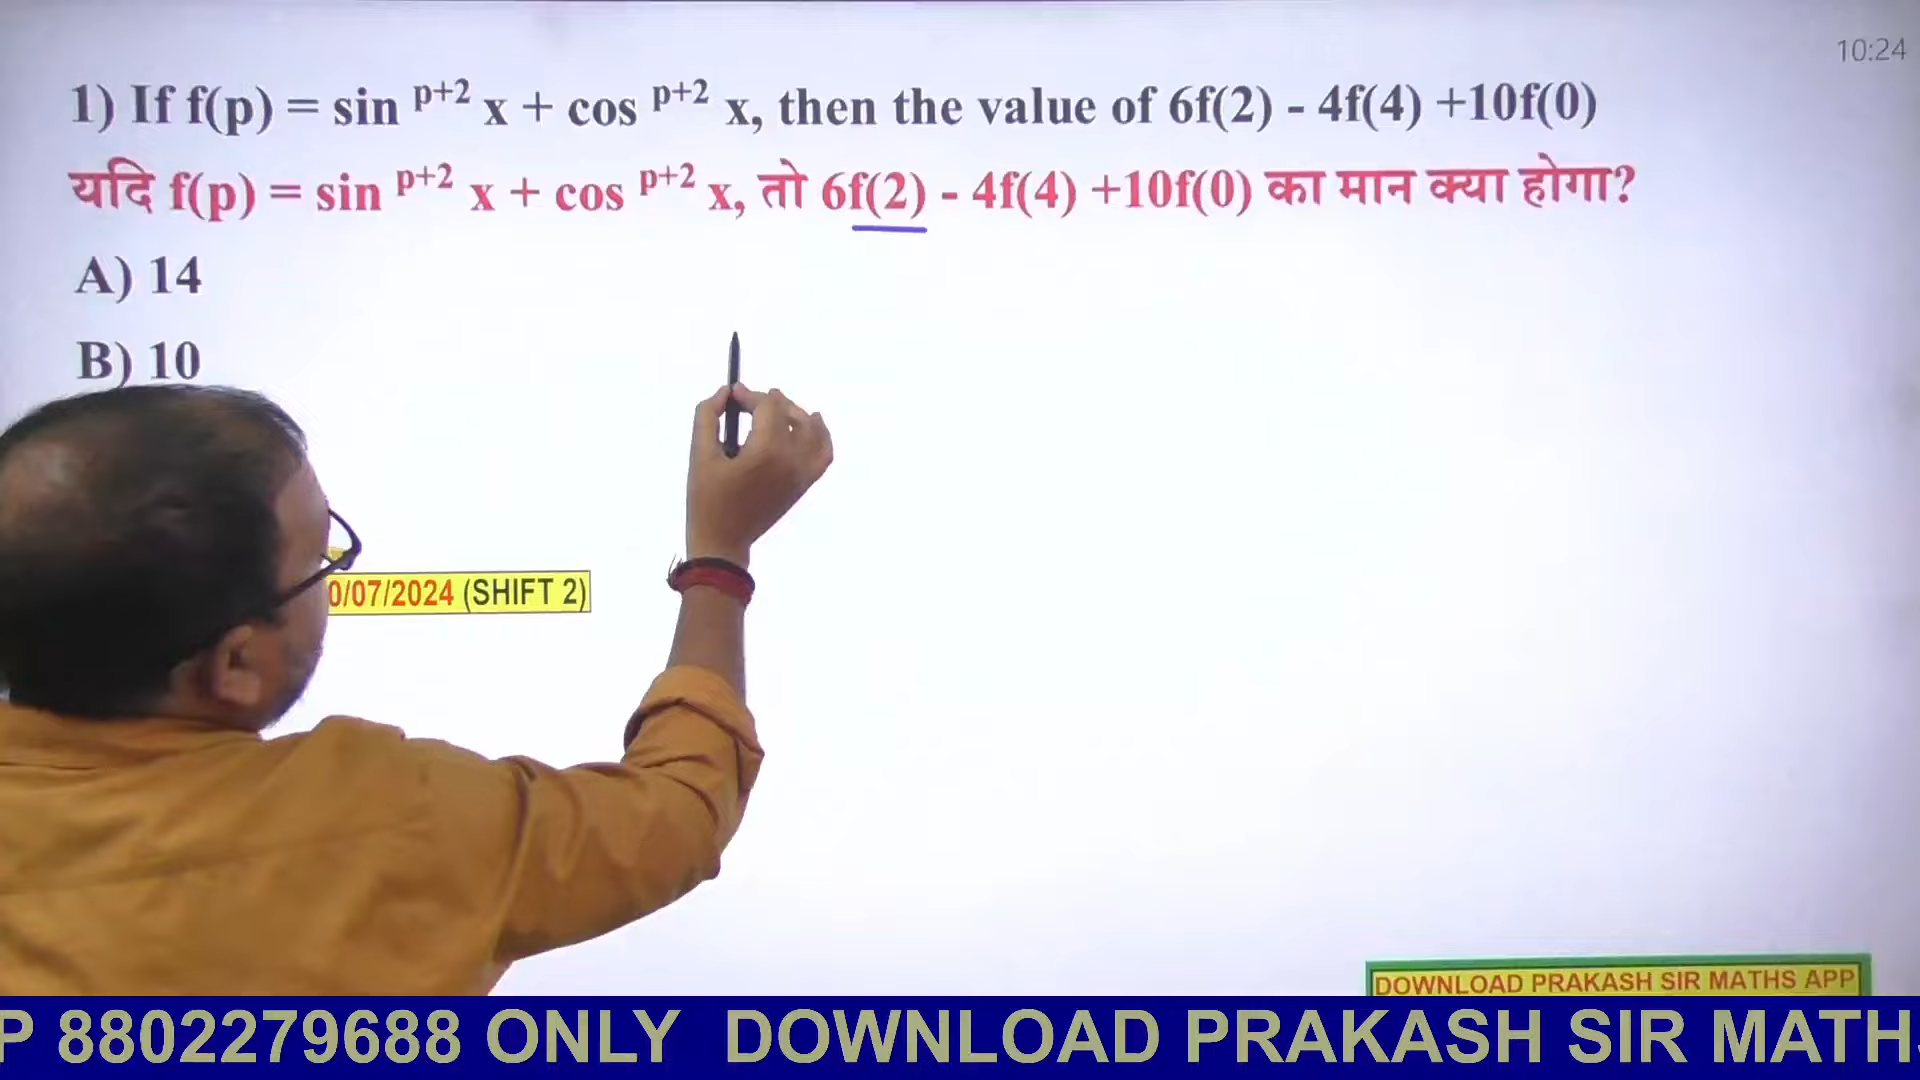 10:24
1) If f(p) = sin ᵖ⁺² x + cos ᵖ⁺² x, then the value of 6f(2) - 4f(4) +10f(0)
यदि f(p) = sin ᵖ⁺² x + cos ᵖ⁺² x, तो 6f(2) - 4f(4) +10f(0) का मान क्या होगा?
A) 14
B) 10
0/07/2024 (SHIFT 2)
DOWNLOAD PRAKASH SIR MATHS APP
P 8802279688 ONLY DOWNLOAD PRAKASH SIR MATH